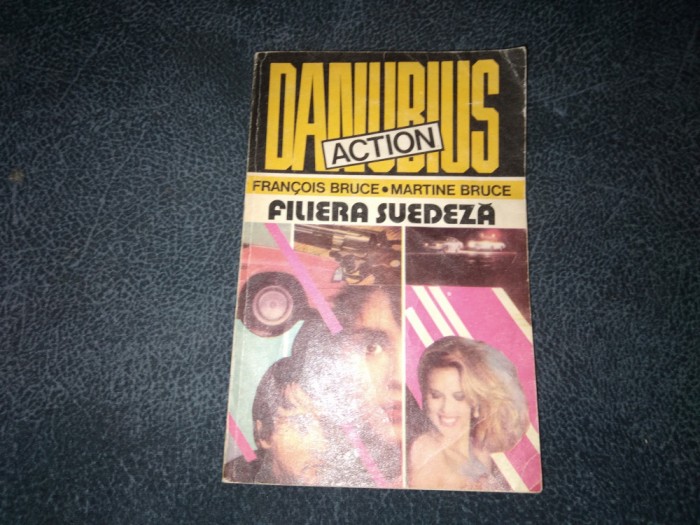 DANUBIUS
ACTION
FRANÇOIS BRUCE • MARTINE BRUCE
FILIERA SUEDEZĂ